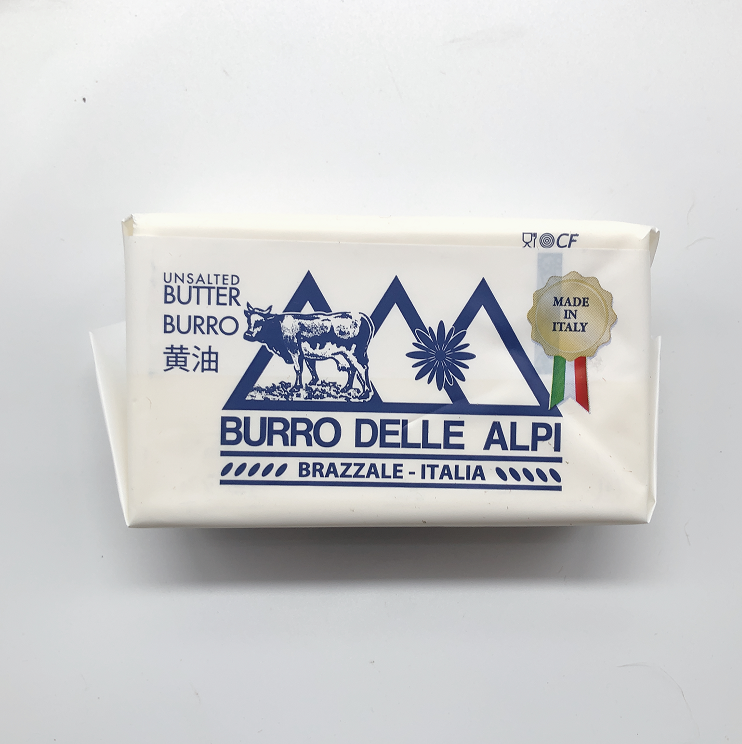 CF
UNSALTED
BUTTER
BURRO
黄油
MADE
IN
ITALY
BURRO DELLE ALPI
BRAZZALE - ITALIA